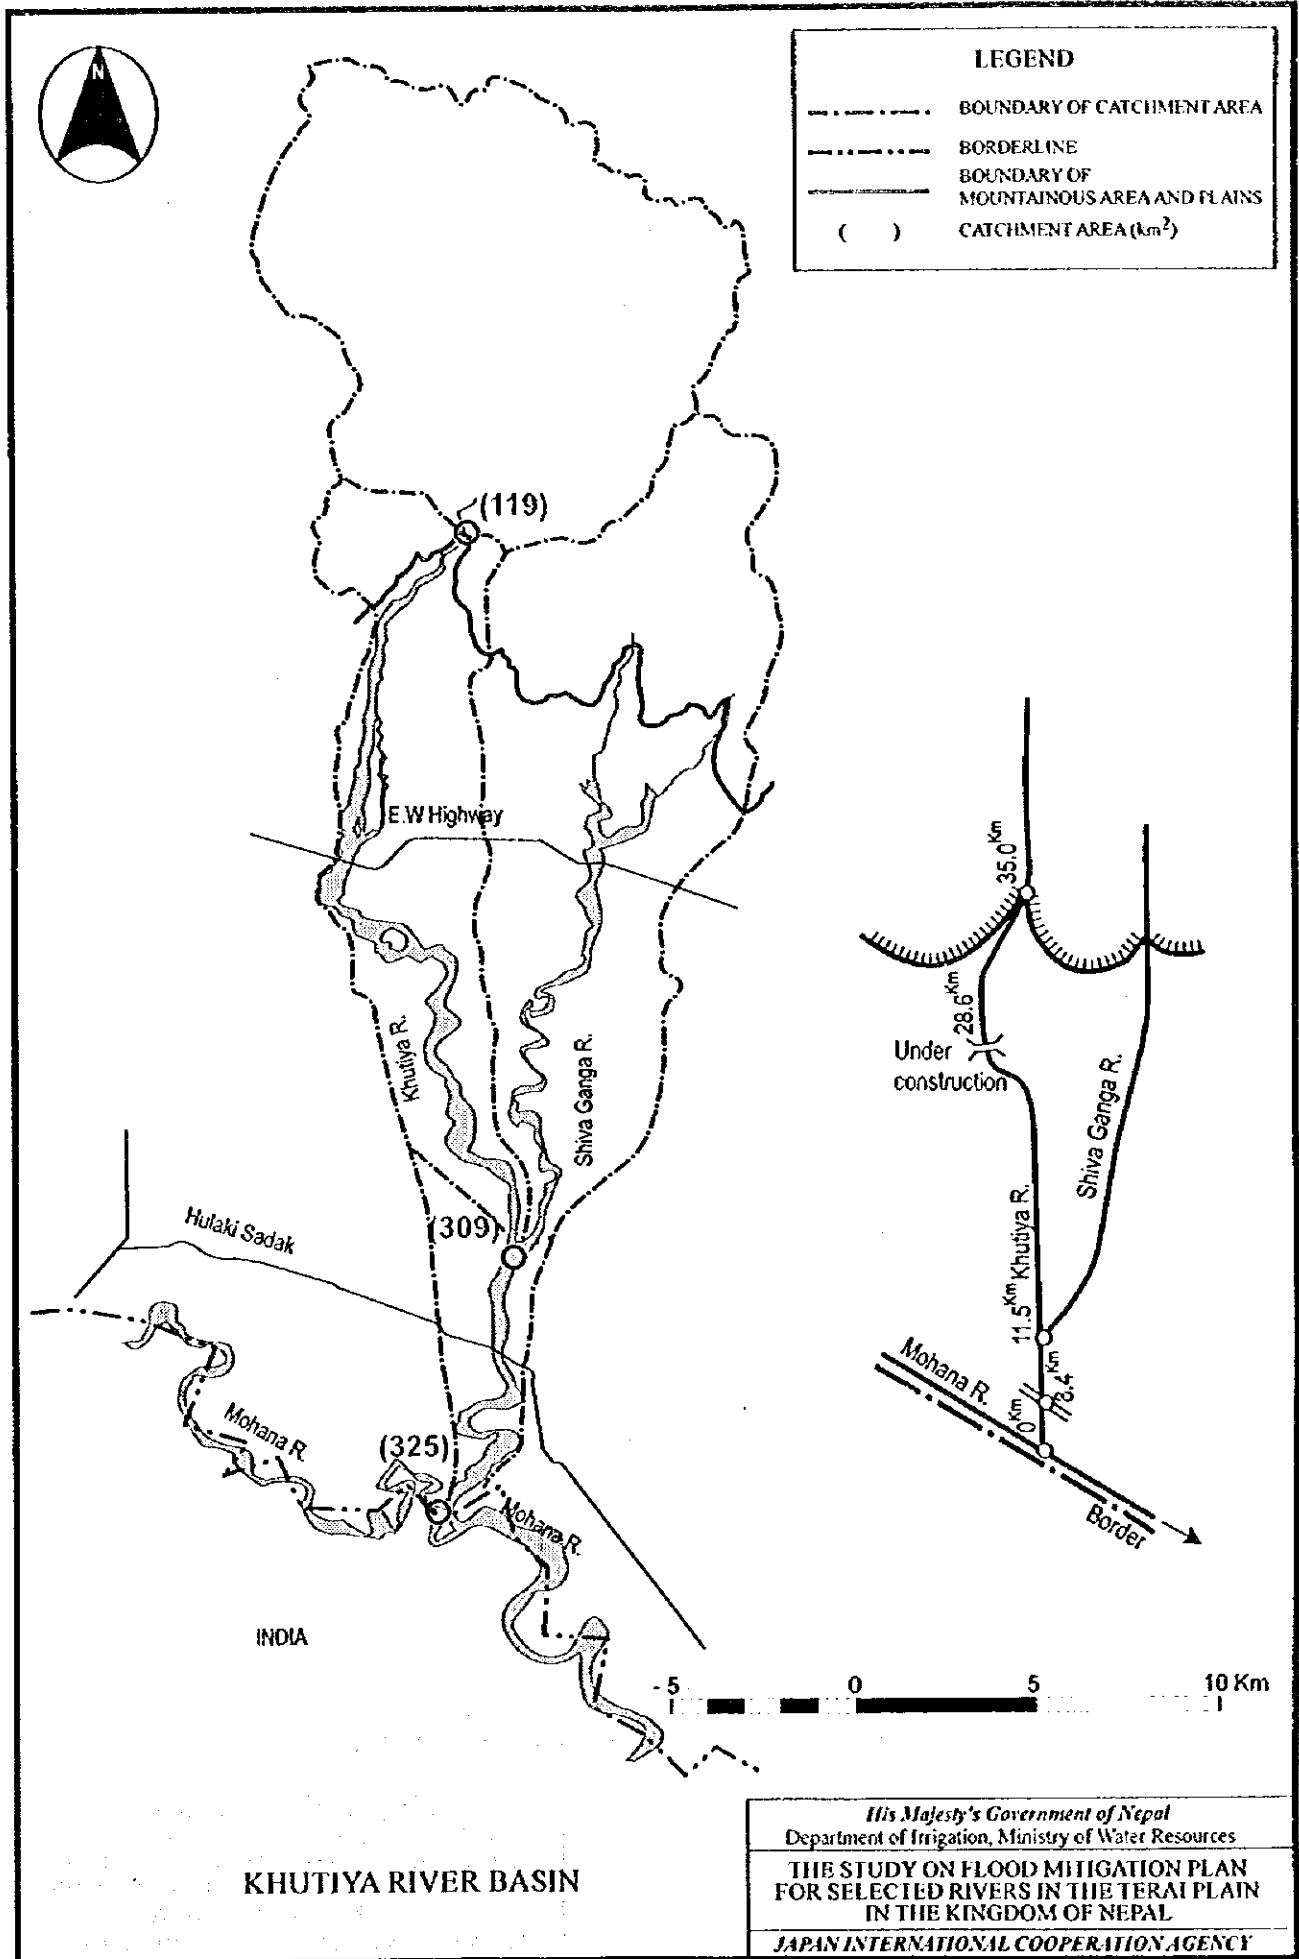 N
LEGEND
BOUNDARY OF CATCHMENT AREA
BORDERLINE
BOUNDARY OF
MOUNTAINOUS AREA AND PLAINS
( ) CATCHMENT AREA (km²)
(119)
E.W Highway
Khutiya R.
Shiva Ganga R.
(309)
Hulaki Sadak
Mohana R.
(325)
Mohana R.
INDIA
35.0Km
28.6Km
Under
construction
Shiva Ganga R.
Khutiya R.
11.5Km
8.4Km
0Km
Mohana R.
Border
- 5 0 5 10 Km
KHUTIYA RIVER BASIN
His Majesty's Government of Nepal
Department of Irrigation, Ministry of Water Resources
THE STUDY ON FLOOD MITIGATION PLAN
FOR SELECTED RIVERS IN THE TERAI PLAIN
IN THE KINGDOM OF NEPAL
JAPAN INTERNATIONAL COOPERATION AGENCY